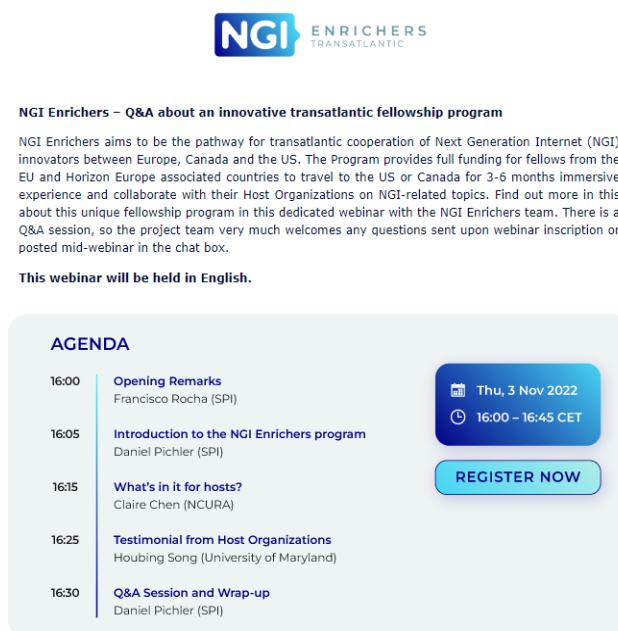 NGI ENRICHERS
TRANSATLANTIC
NGI Enrichers – Q&A about an innovative transatlantic fellowship program
NGI Enrichers aims to be the pathway for transatlantic cooperation of Next Generation Internet (NGI)
innovators between Europe, Canada and the US. The Program provides full funding for fellows from the
EU and Horizon Europe associated countries to travel to the US or Canada for 3-6 months immersive
experience and collaborate with their Host Organizations on NGI-related topics. Find out more in this
about this unique fellowship program in this dedicated webinar with the NGI Enrichers team. There is a
Q&A session, so the project team very much welcomes any questions sent upon webinar inscription or
posted mid-webinar in the chat box.
This webinar will be held in English.
AGENDA
16:00 Opening Remarks
Francisco Rocha (SPI)
16:05 Introduction to the NGI Enrichers program
Daniel Pichler (SPI)
16:15 What's in it for hosts?
Claire Chen (NCURA)
16:25 Testimonial from Host Organizations
Houbing Song (University of Maryland)
16:30 Q&A Session and Wrap-up
Daniel Pichler (SPI)
Thu, 3 Nov 2022
16:00 – 16:45 CET
REGISTER NOW